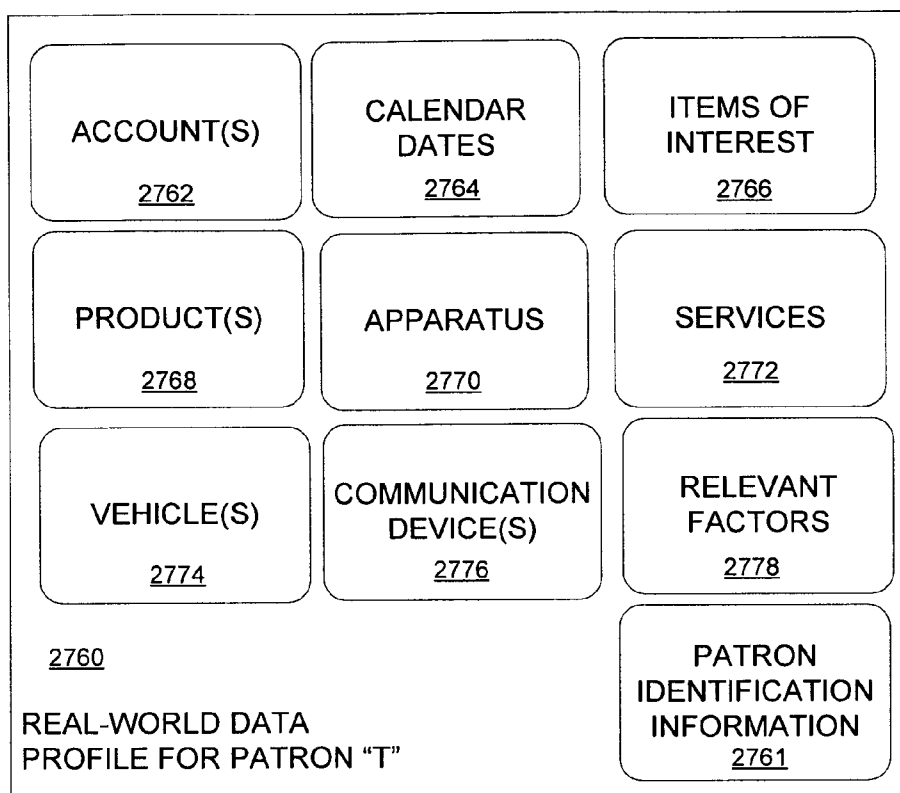 ACCOUNT(S)
2762
CALENDAR
DATES
2764
ITEMS OF
INTEREST
2766
PRODUCT(S)
2768
APPARATUS
2770
SERVICES
2772
VEHICLE(S)
2774
COMMUNICATION
DEVICE(S)
2776
RELEVANT
FACTORS
2778
2760
REAL-WORLD DATA
PROFILE FOR PATRON “T”
PATRON
IDENTIFICATION
INFORMATION
2761